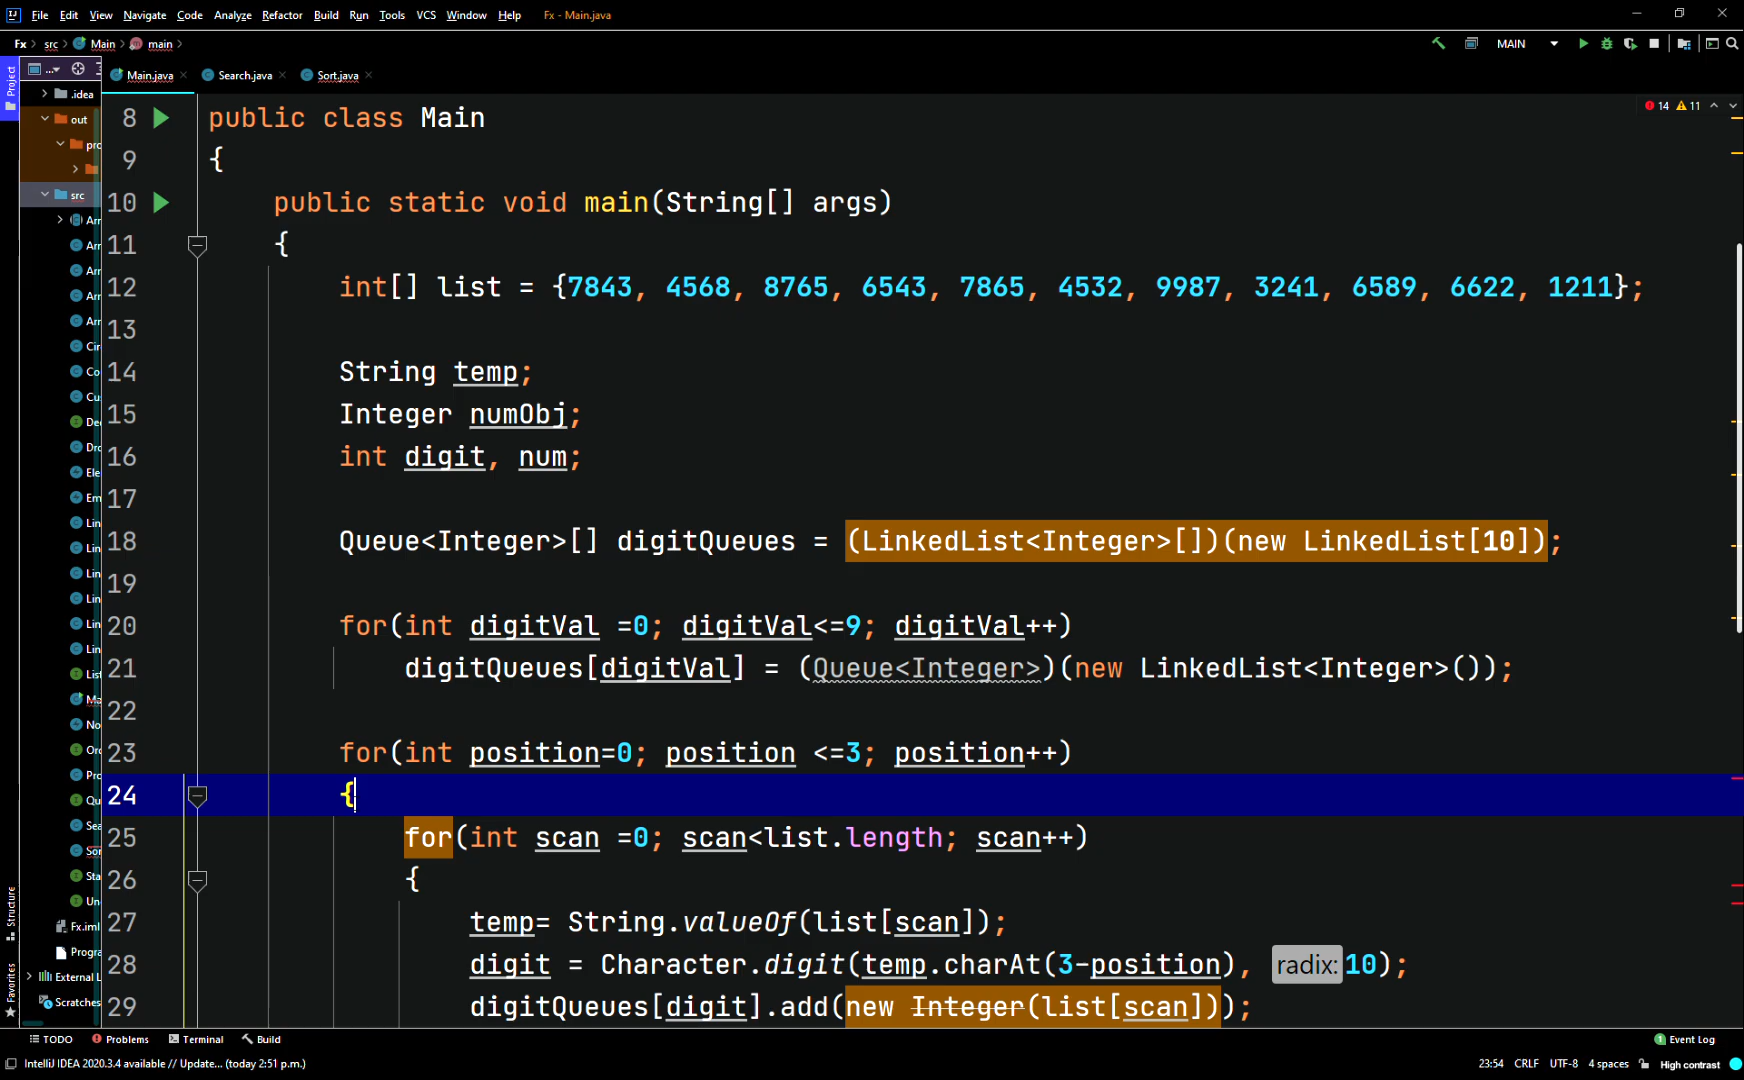 IJ File Edit View Navigate Code Analyze Refactor Build Run Tools VCS Window Help Fx - Main.java
Fx src Main main MAIN
Project ... Main.java Search.java Sort.java
.idea
out
src
14 11
8 public class Main
9 {
10 public static void main(String[] args)
11 {
12 int[] list = {7843, 4568, 8765, 6543, 7865, 4532, 9987, 3241, 6589, 6622, 1211};
13
14 String temp;
15 Integer numObj;
16 int digit, num;
17
18 Queue<Integer>[] digitQueues = (LinkedList<Integer>[])(new LinkedList[10]);
19
20 for(int digitVal =0; digitVal<=9; digitVal++)
21 digitQueues[digitVal] = (Queue<Integer>)(new LinkedList<Integer>());
22
23 for(int position=0; position <=3; position++)
24 {
25 for(int scan =0; scan<list.length; scan++)
26 {
27 temp= String.valueOf(list[scan]);
28 digit = Character.digit(temp.charAt(3-position), radix: 10);
29 digitQueues[digit].add(new Integer(list[scan]));
Fx.iml
Progra
External L
Scratches
Structure
Favorites
TODO Problems Terminal Build 1 Event Log
IntelliJ IDEA 2020.3.4 available // Update... (today 2:51 p.m.) 23:54 CRLF UTF-8 4 spaces High contrast